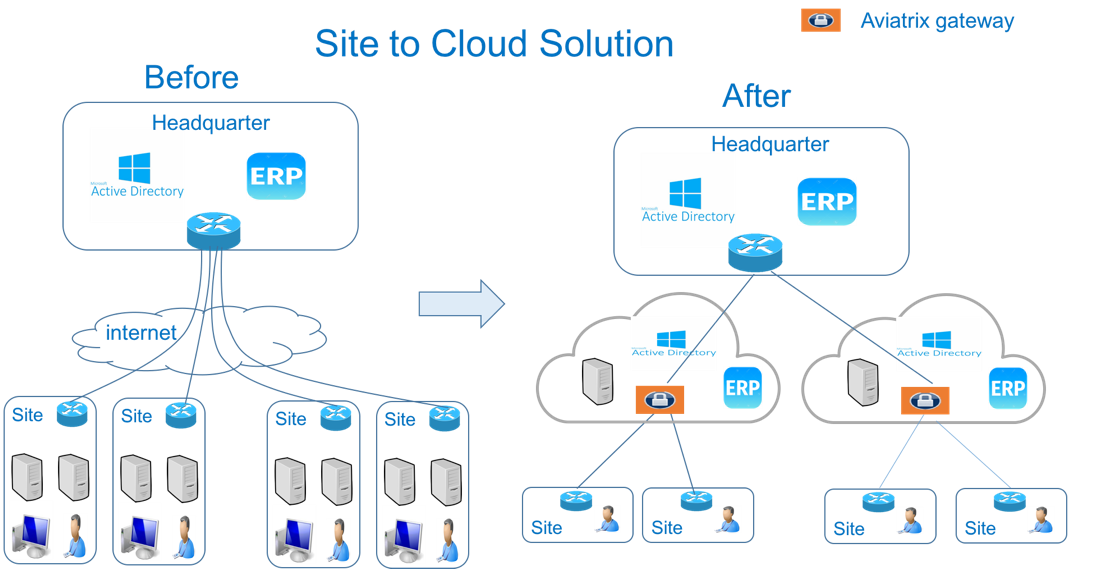 Aviatrix gateway
Site to Cloud Solution
Before
Headquarter
Microsoft
Active Directory
ERP
internet
Site
Site
Site
Site
After
Headquarter
Microsoft
Active Directory
ERP
Microsoft
Active Directory
ERP
Microsoft
Active Directory
ERP
Site
Site
Site
Site